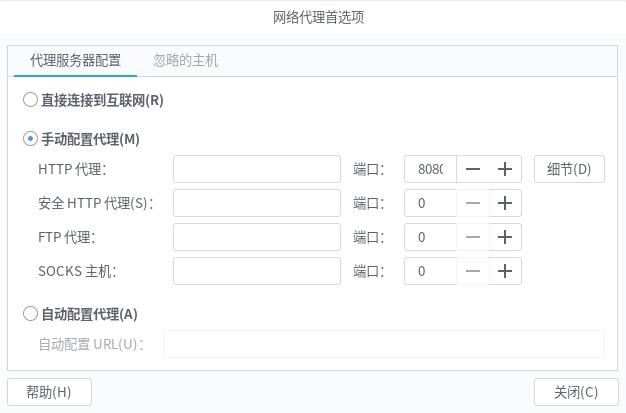 网络代理首选项
代理服务器配置 忽略的主机
直接连接到互联网(R)
手动配置代理(M)
HTTP 代理： 端口： 8080 细节(D)
安全 HTTP 代理(S)： 端口： 0
FTP 代理： 端口： 0
SOCKS 主机： 端口： 0
自动配置代理(A)
自动配置 URL(U)：
帮助(H) 关闭(C)